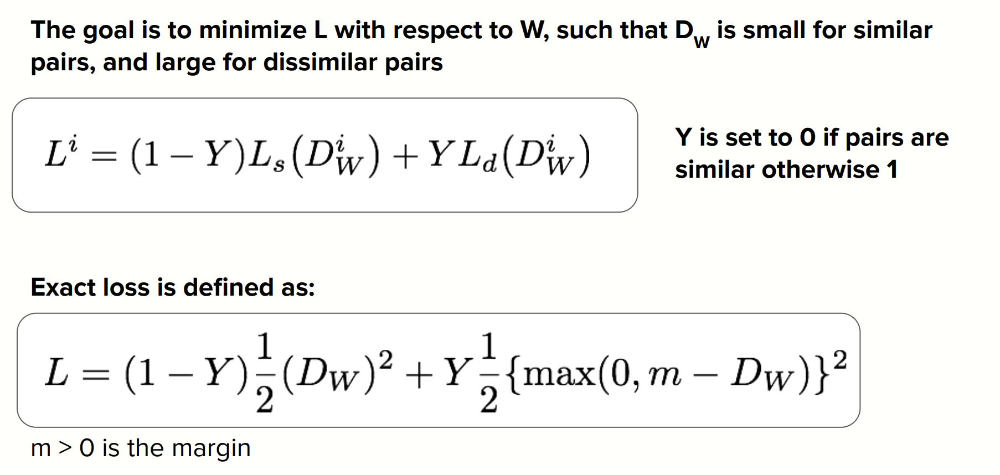 The goal is to minimize L with respect to W, such that D_W is small for similar
pairs, and large for dissimilar pairs
L^i = (1 − Y)L_s(D_W^i) + Y L_d(D_W^i)
Y is set to 0 if pairs are
similar otherwise 1
Exact loss is defined as:
L = (1 − Y)\frac{1}{2}(D_W)^2 + Y\frac{1}{2}{max(0, m − D_W)}^2
m > 0 is the margin